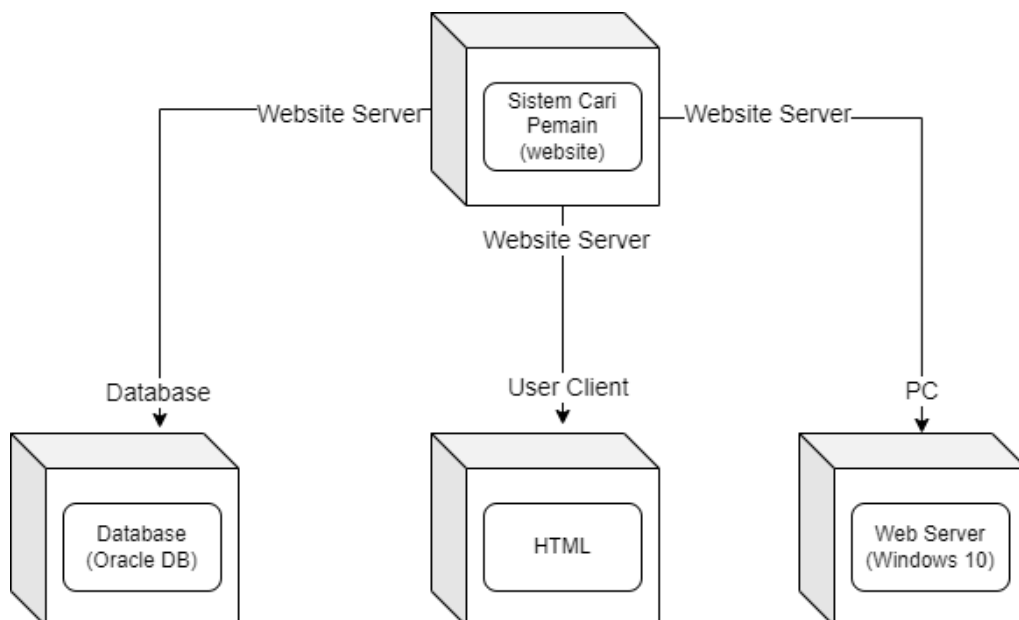 Sistem Cari
Pemain
(website)
Website Server
Website Server
Website Server
Database
User Client
PC
Database
(Oracle DB)
HTML
Web Server
(Windows 10)